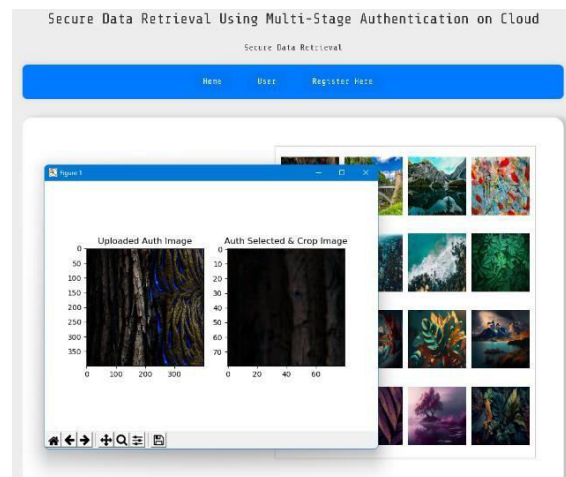 Secure Data Retrieval Using Multi-Stage Authentication on Cloud
Secure Data Retrieval
Home User Register Here
Figure 1
Uploaded Auth Image Auth Selected & Crop Image
0
50
100
150
200
250
300
350
0 100 200 300
0
10
20
30
40
50
60
70
0 20 40 60